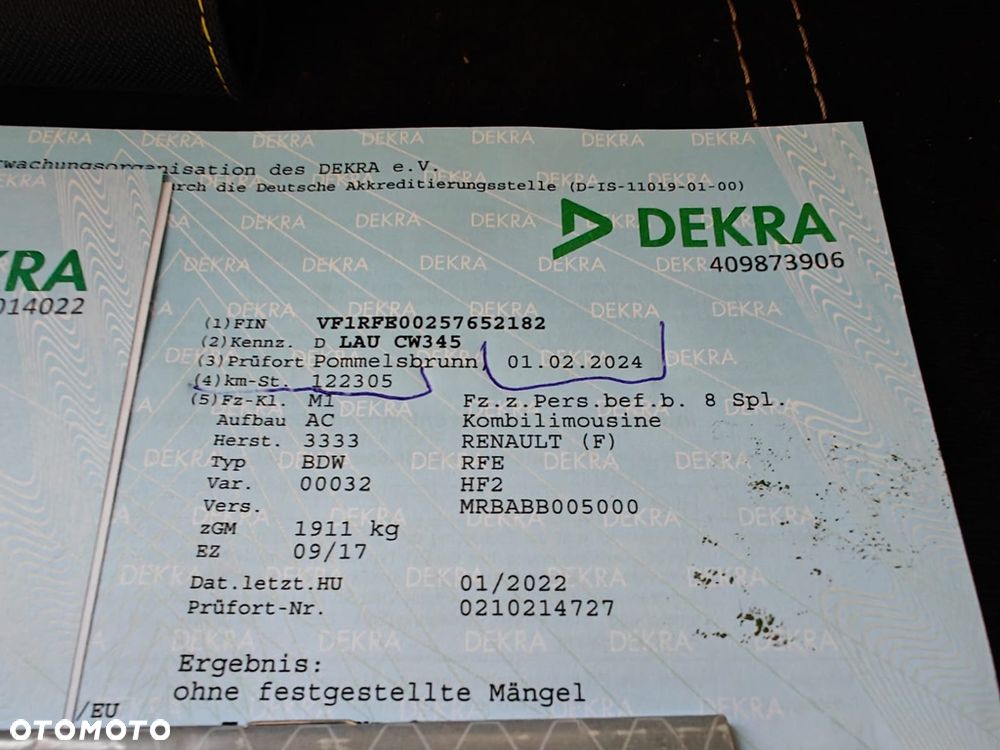 wachungsorganisation des DEKRA e.V.
rch die Deutsche Akkreditierungsstelle (D-IS-11019-01-00)
DEKRA
409873906
KRA
014022
(1) FIN VF1RFE00257652182
(2) Kennz. D LAU CW345
(3) Prüfort Pommelsbrunn, 01.02.2024
(4) km-St. 122305
(5) Fz-Kl. M1 Fz.z.Pers.bef.b. 8 Spl.
Aufbau AC Kombilimousine
Herst. 3333 RENAULT (F)
Typ BDW RFE
Var. 00032 HF2
Vers. MRBABB005000
zGM 1911 kg
EZ 09/17
Dat.letzt.HU 01/2022
Prüfort-Nr. 0210214727
Ergebnis:
ohne festgestellte Mängel
/EU
OTOMOTO